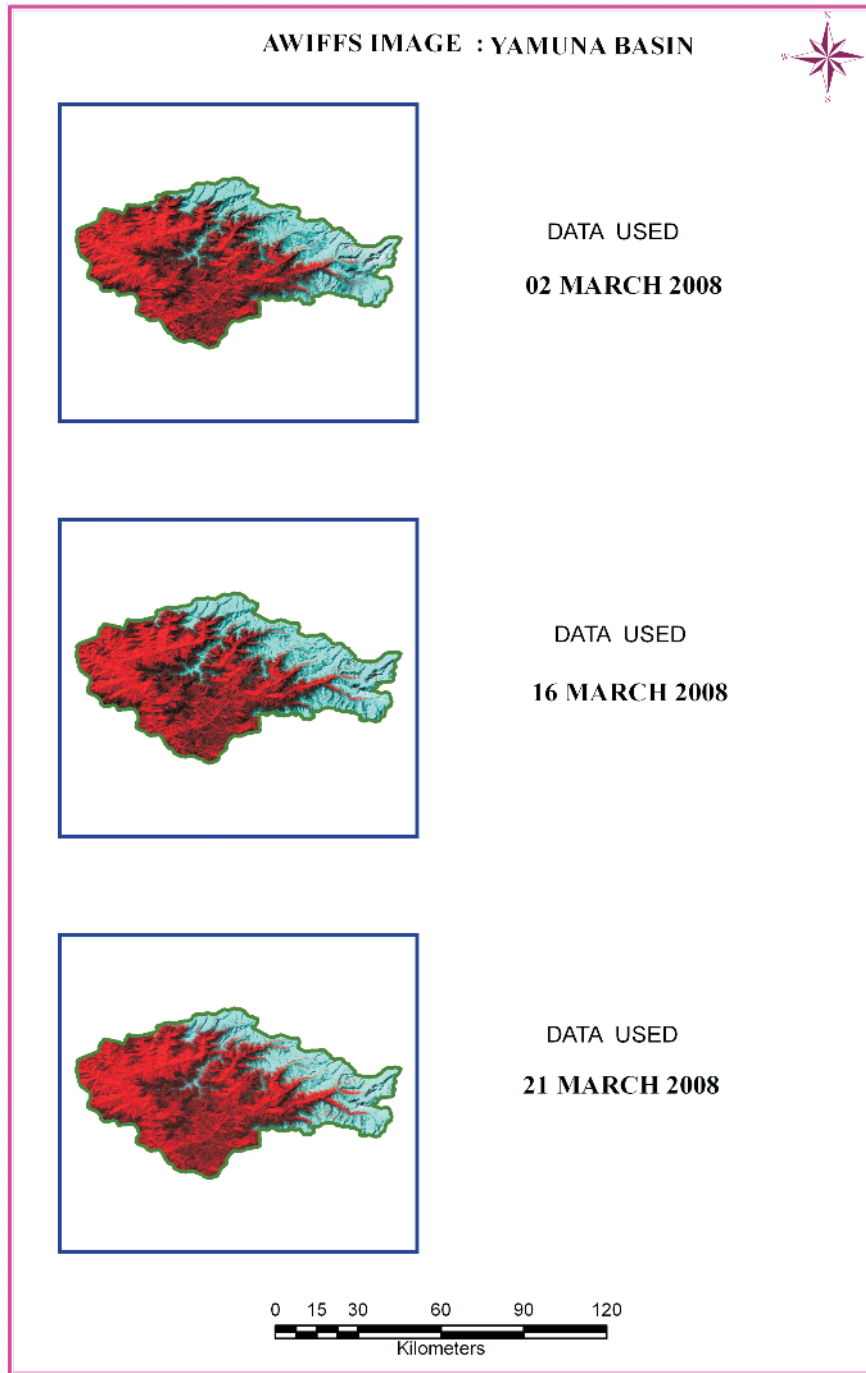 AWIFFS IMAGE : YAMUNA BASIN
N
W
S
DATA USED
02 MARCH 2008
DATA USED
16 MARCH 2008
DATA USED
21 MARCH 2008
0 15 30 60 90 120
Kilometers